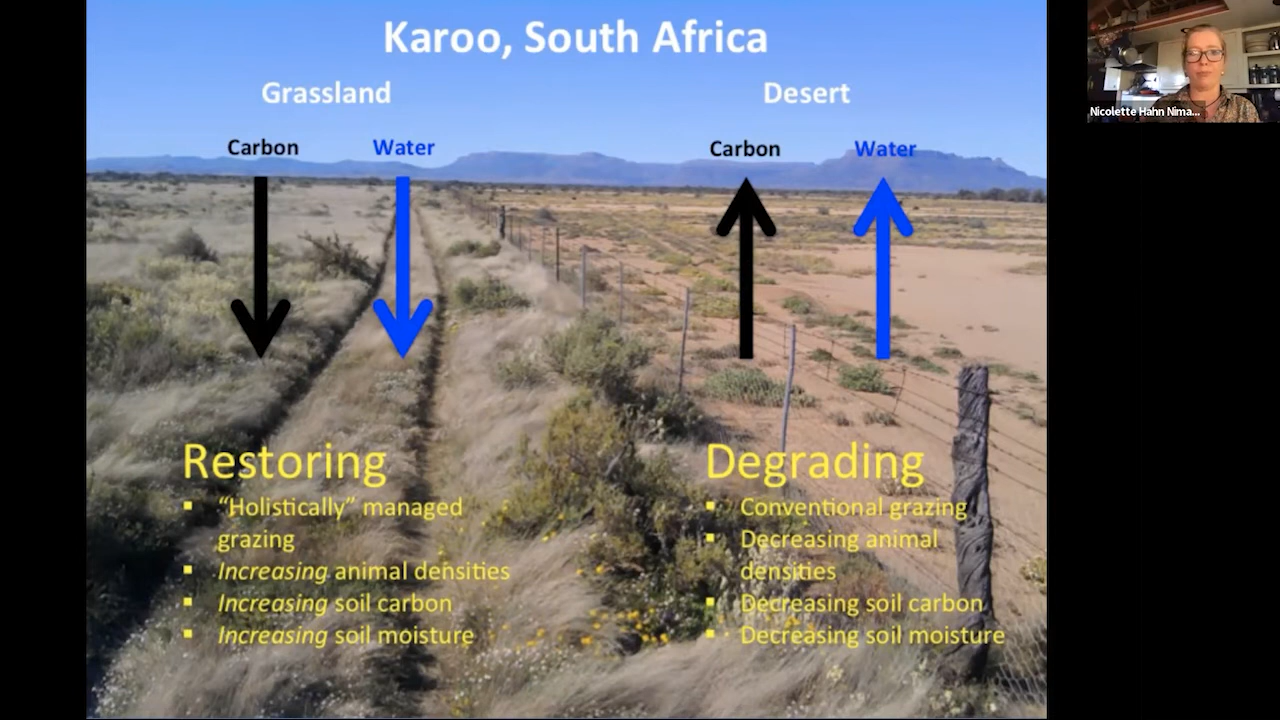 Karoo, South Africa
Grassland
Desert
Carbon
Water
Carbon
Water
Restoring
▪ “Holistically” managed
grazing
▪ Increasing animal densities
▪ Increasing soil carbon
▪ Increasing soil moisture
Degrading
▪ Conventional grazing
▪ Decreasing animal
densities
▪ Decreasing soil carbon
▪ Decreasing soil moisture
Nicolette Hahn Nima...